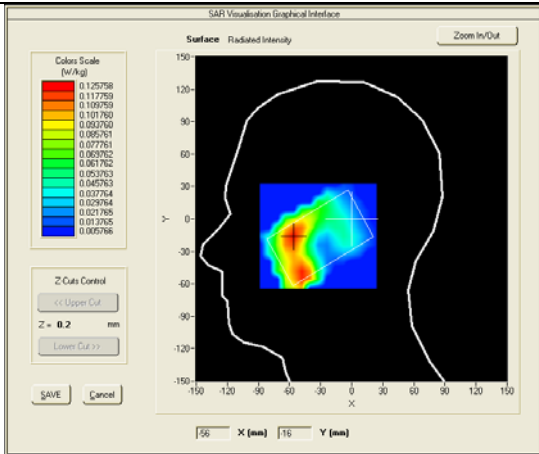 SAR Visualisation Graphical Interface
Surface Radiated Intensity
Zoom In/Out
Colors Scale
(W/kg)
0.125758
0.117759
0.109759
0.101760
0.093760
0.085761
0.077761
0.069762
0.061762
0.053763
0.045763
0.037764
0.029764
0.021765
0.013765
0.005766
150
120
90
60
30
0
-30
-60
-90
-120
-150
Y
-150 -120 -90 -60 -30 0 30 60 90 120 150
X
Z-Cuts Control
<< Upper Cut
Z = 0.2 mm
Lower Cut >>
SAVE Cancel
-56 X (mm) -16 Y (mm)